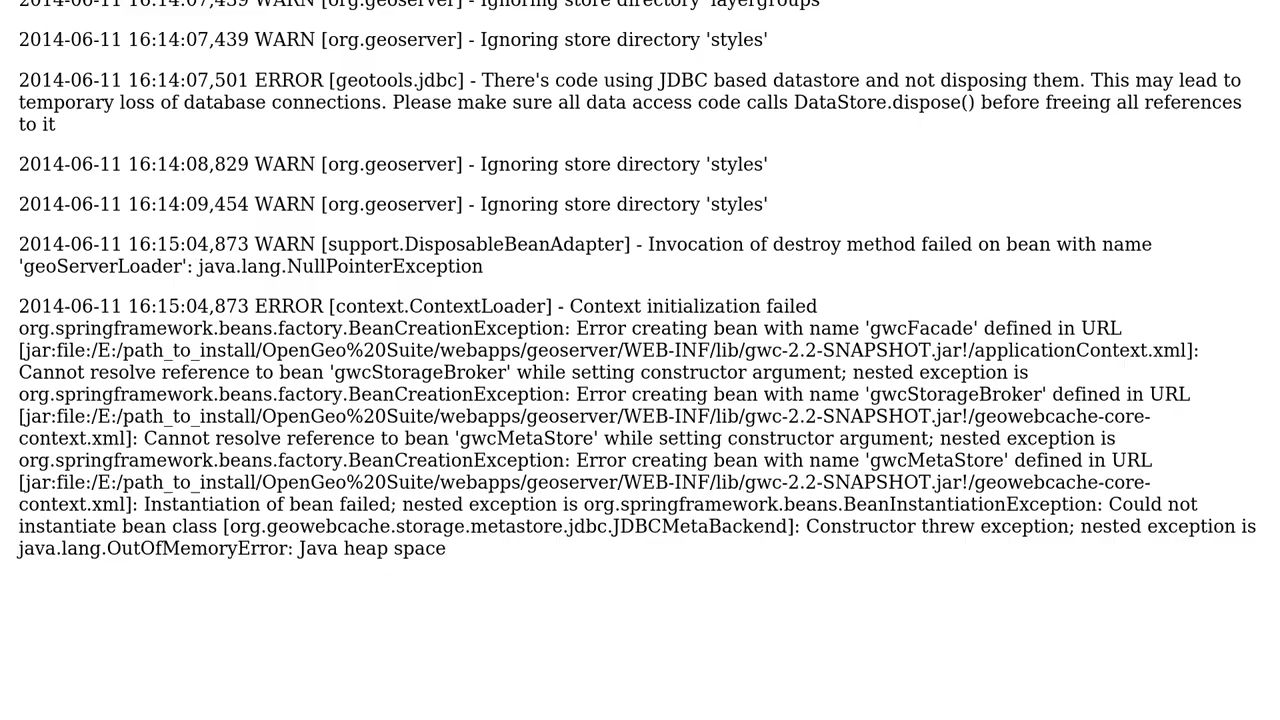 2014-06-11 16:14:07,439 WARN [org.geoserver] - Ignoring store directory 'layergroups'
2014-06-11 16:14:07,439 WARN [org.geoserver] - Ignoring store directory 'styles'
2014-06-11 16:14:07,501 ERROR [geotools.jdbc] - There's code using JDBC based datastore and not disposing them. This may lead to
temporary loss of database connections. Please make sure all data access code calls DataStore.dispose() before freeing all references
to it
2014-06-11 16:14:08,829 WARN [org.geoserver] - Ignoring store directory 'styles'
2014-06-11 16:14:09,454 WARN [org.geoserver] - Ignoring store directory 'styles'
2014-06-11 16:15:04,873 WARN [support.DisposableBeanAdapter] - Invocation of destroy method failed on bean with name
'geoServerLoader': java.lang.NullPointerException
2014-06-11 16:15:04,873 ERROR [context.ContextLoader] - Context initialization failed
org.springframework.beans.factory.BeanCreationException: Error creating bean with name 'gwcFacade' defined in URL
[jar:file:/E:/path_to_install/OpenGeo%20Suite/webapps/geoserver/WEB-INF/lib/gwc-2.2-SNAPSHOT.jar!/applicationContext.xml]:
Cannot resolve reference to bean 'gwcStorageBroker' while setting constructor argument; nested exception is
org.springframework.beans.factory.BeanCreationException: Error creating bean with name 'gwcStorageBroker' defined in URL
[jar:file:/E:/path_to_install/OpenGeo%20Suite/webapps/geoserver/WEB-INF/lib/gwc-2.2-SNAPSHOT.jar!/geowebcache-core-
context.xml]: Cannot resolve reference to bean 'gwcMetaStore' while setting constructor argument; nested exception is
org.springframework.beans.factory.BeanCreationException: Error creating bean with name 'gwcMetaStore' defined in URL
[jar:file:/E:/path_to_install/OpenGeo%20Suite/webapps/geoserver/WEB-INF/lib/gwc-2.2-SNAPSHOT.jar!/geowebcache-core-
context.xml]: Instantiation of bean failed; nested exception is org.springframework.beans.BeanInstantiationException: Could not
instantiate bean class [org.geowebcache.storage.metastore.jdbc.JDBCMetaBackend]: Constructor threw exception; nested exception is
java.lang.OutOfMemoryError: Java heap space